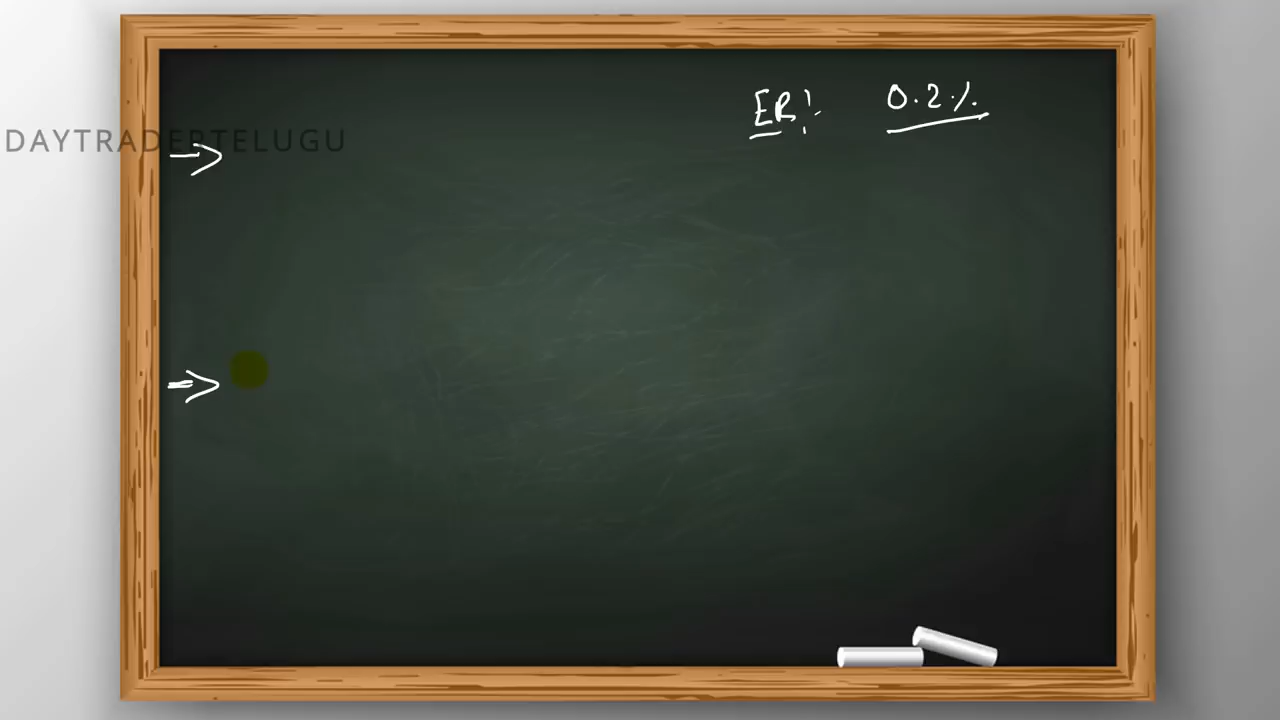 ER:- 0.2%
DAYTRADERTELUGU
→
→